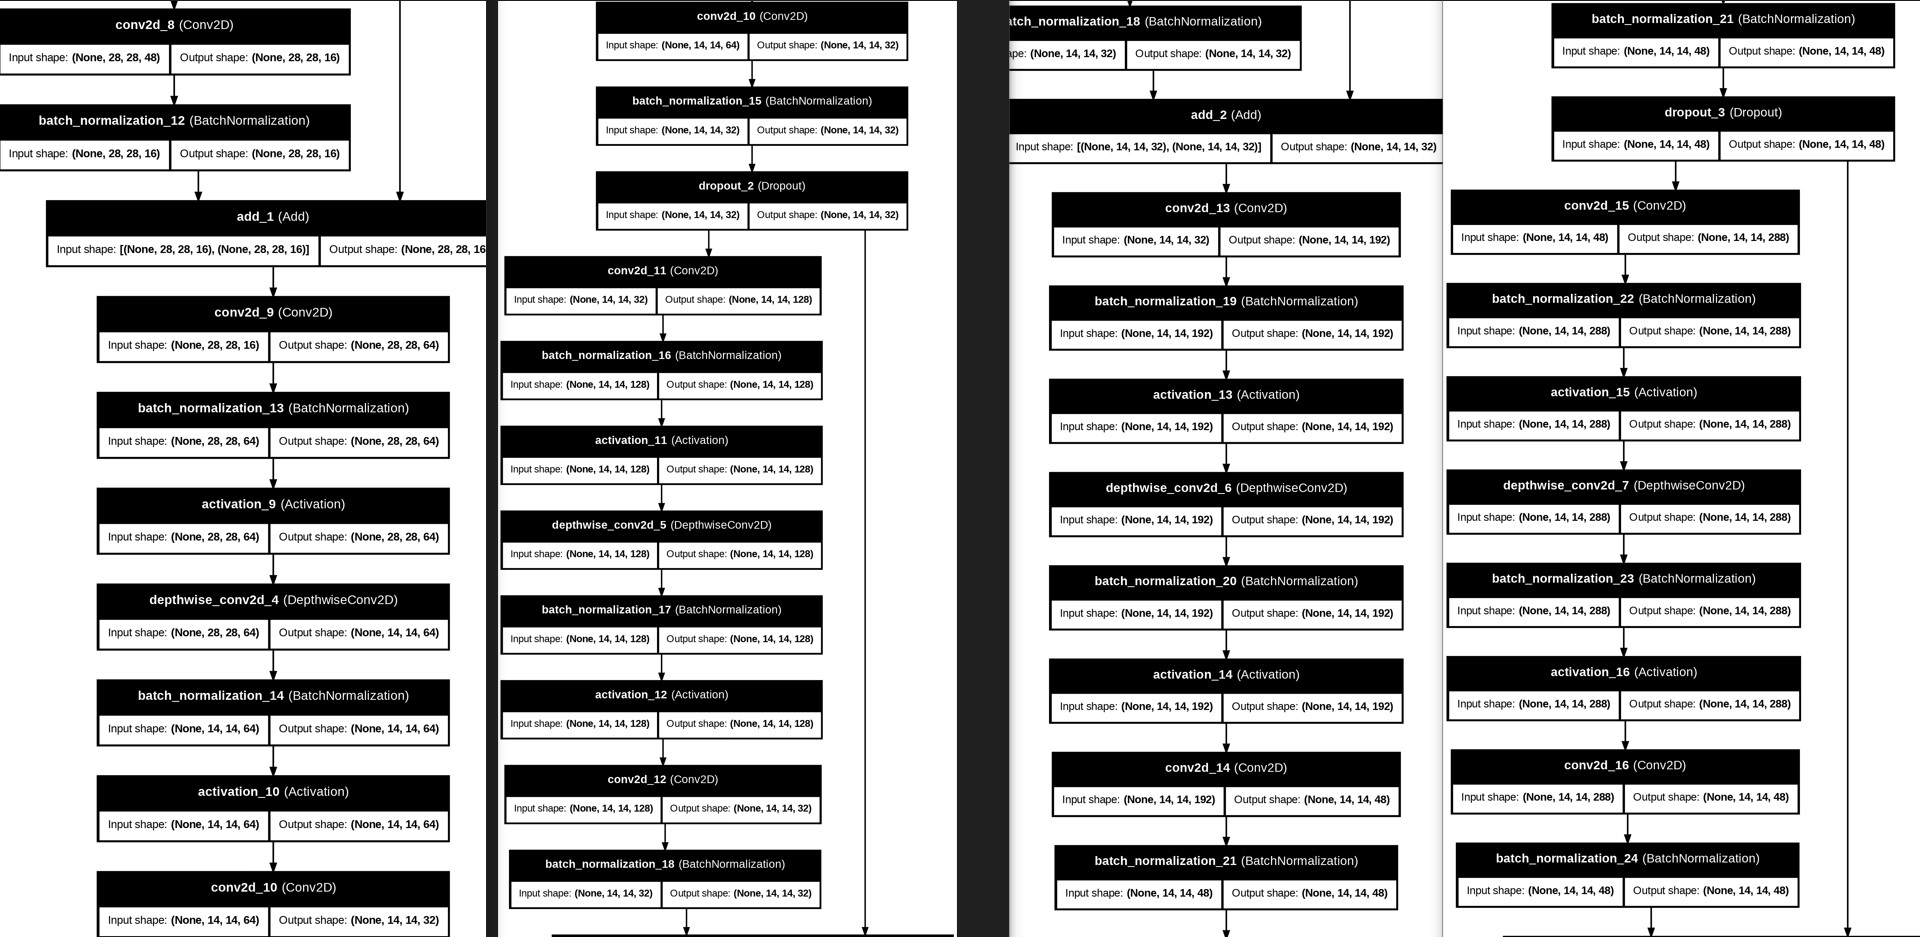 conv2d_8 (Conv2D)
Input shape: (None, 28, 28, 48) Output shape: (None, 28, 28, 16)
batch_normalization_12 (BatchNormalization)
Input shape: (None, 28, 28, 16) Output shape: (None, 28, 28, 16)
add_1 (Add)
Input shape: [(None, 28, 28, 16), (None, 28, 28, 16)] Output shape: (None, 28, 28, 16
conv2d_9 (Conv2D)
Input shape: (None, 28, 28, 16) Output shape: (None, 28, 28, 64)
batch_normalization_13 (BatchNormalization)
Input shape: (None, 28, 28, 64) Output shape: (None, 28, 28, 64)
activation_9 (Activation)
Input shape: (None, 28, 28, 64) Output shape: (None, 28, 28, 64)
depthwise_conv2d_4 (DepthwiseConv2D)
Input shape: (None, 28, 28, 64) Output shape: (None, 14, 14, 64)
batch_normalization_14 (BatchNormalization)
Input shape: (None, 14, 14, 64) Output shape: (None, 14, 14, 64)
activation_10 (Activation)
Input shape: (None, 14, 14, 64) Output shape: (None, 14, 14, 64)
conv2d_10 (Conv2D)
Input shape: (None, 14, 14, 64) Output shape: (None, 14, 14, 32)
conv2d_10 (Conv2D)
Input shape: (None, 14, 14, 64) Output shape: (None, 14, 14, 32)
batch_normalization_15 (BatchNormalization)
Input shape: (None, 14, 14, 32) Output shape: (None, 14, 14, 32)
dropout_2 (Dropout)
Input shape: (None, 14, 14, 32) Output shape: (None, 14, 14, 32)
conv2d_11 (Conv2D)
Input shape: (None, 14, 14, 32) Output shape: (None, 14, 14, 128)
batch_normalization_16 (BatchNormalization)
Input shape: (None, 14, 14, 128) Output shape: (None, 14, 14, 128)
activation_11 (Activation)
Input shape: (None, 14, 14, 128) Output shape: (None, 14, 14, 128)
depthwise_conv2d_5 (DepthwiseConv2D)
Input shape: (None, 14, 14, 128) Output shape: (None, 14, 14, 128)
batch_normalization_17 (BatchNormalization)
Input shape: (None, 14, 14, 128) Output shape: (None, 14, 14, 128)
activation_12 (Activation)
Input shape: (None, 14, 14, 128) Output shape: (None, 14, 14, 128)
conv2d_12 (Conv2D)
Input shape: (None, 14, 14, 128) Output shape: (None, 14, 14, 32)
batch_normalization_18 (BatchNormalization)
Input shape: (None, 14, 14, 32) Output shape: (None, 14, 14, 32)
atch_normalization_18 (BatchNormalization)
ape: (None, 14, 14, 32) Output shape: (None, 14, 14, 32)
add_2 (Add)
Input shape: [(None, 14, 14, 32), (None, 14, 14, 32)] Output shape: (None, 14, 14, 32)
conv2d_13 (Conv2D)
Input shape: (None, 14, 14, 32) Output shape: (None, 14, 14, 192)
batch_normalization_19 (BatchNormalization)
Input shape: (None, 14, 14, 192) Output shape: (None, 14, 14, 192)
activation_13 (Activation)
Input shape: (None, 14, 14, 192) Output shape: (None, 14, 14, 192)
depthwise_conv2d_6 (DepthwiseConv2D)
Input shape: (None, 14, 14, 192) Output shape: (None, 14, 14, 192)
batch_normalization_20 (BatchNormalization)
Input shape: (None, 14, 14, 192) Output shape: (None, 14, 14, 192)
activation_14 (Activation)
Input shape: (None, 14, 14, 192) Output shape: (None, 14, 14, 192)
conv2d_14 (Conv2D)
Input shape: (None, 14, 14, 192) Output shape: (None, 14, 14, 48)
batch_normalization_21 (BatchNormalization)
Input shape: (None, 14, 14, 48) Output shape: (None, 14, 14, 48)
batch_normalization_21 (BatchNormalization)
Input shape: (None, 14, 14, 48) Output shape: (None, 14, 14, 48)
dropout_3 (Dropout)
Input shape: (None, 14, 14, 48) Output shape: (None, 14, 14, 48)
conv2d_15 (Conv2D)
Input shape: (None, 14, 14, 48) Output shape: (None, 14, 14, 288)
batch_normalization_22 (BatchNormalization)
Input shape: (None, 14, 14, 288) Output shape: (None, 14, 14, 288)
activation_15 (Activation)
Input shape: (None, 14, 14, 288) Output shape: (None, 14, 14, 288)
depthwise_conv2d_7 (DepthwiseConv2D)
Input shape: (None, 14, 14, 288) Output shape: (None, 14, 14, 288)
batch_normalization_23 (BatchNormalization)
Input shape: (None, 14, 14, 288) Output shape: (None, 14, 14, 288)
activation_16 (Activation)
Input shape: (None, 14, 14, 288) Output shape: (None, 14, 14, 288)
conv2d_16 (Conv2D)
Input shape: (None, 14, 14, 288) Output shape: (None, 14, 14, 48)
batch_normalization_24 (BatchNormalization)
Input shape: (None, 14, 14, 48) Output shape: (None, 14, 14, 48)